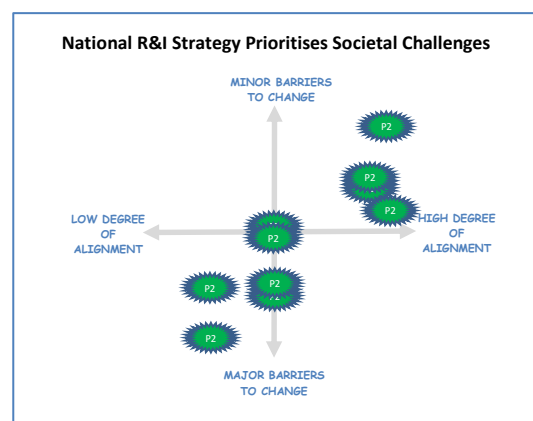 National R&I Strategy Prioritises Societal Challenges
MINOR BARRIERS
TO CHANGE
P2
P2
P2
LOW DEGREE
OF
ALIGNMENT
HIGH DEGREE
OF
ALIGNMENT
P2
P2
P2
P2
MAJOR BARRIERS
TO CHANGE